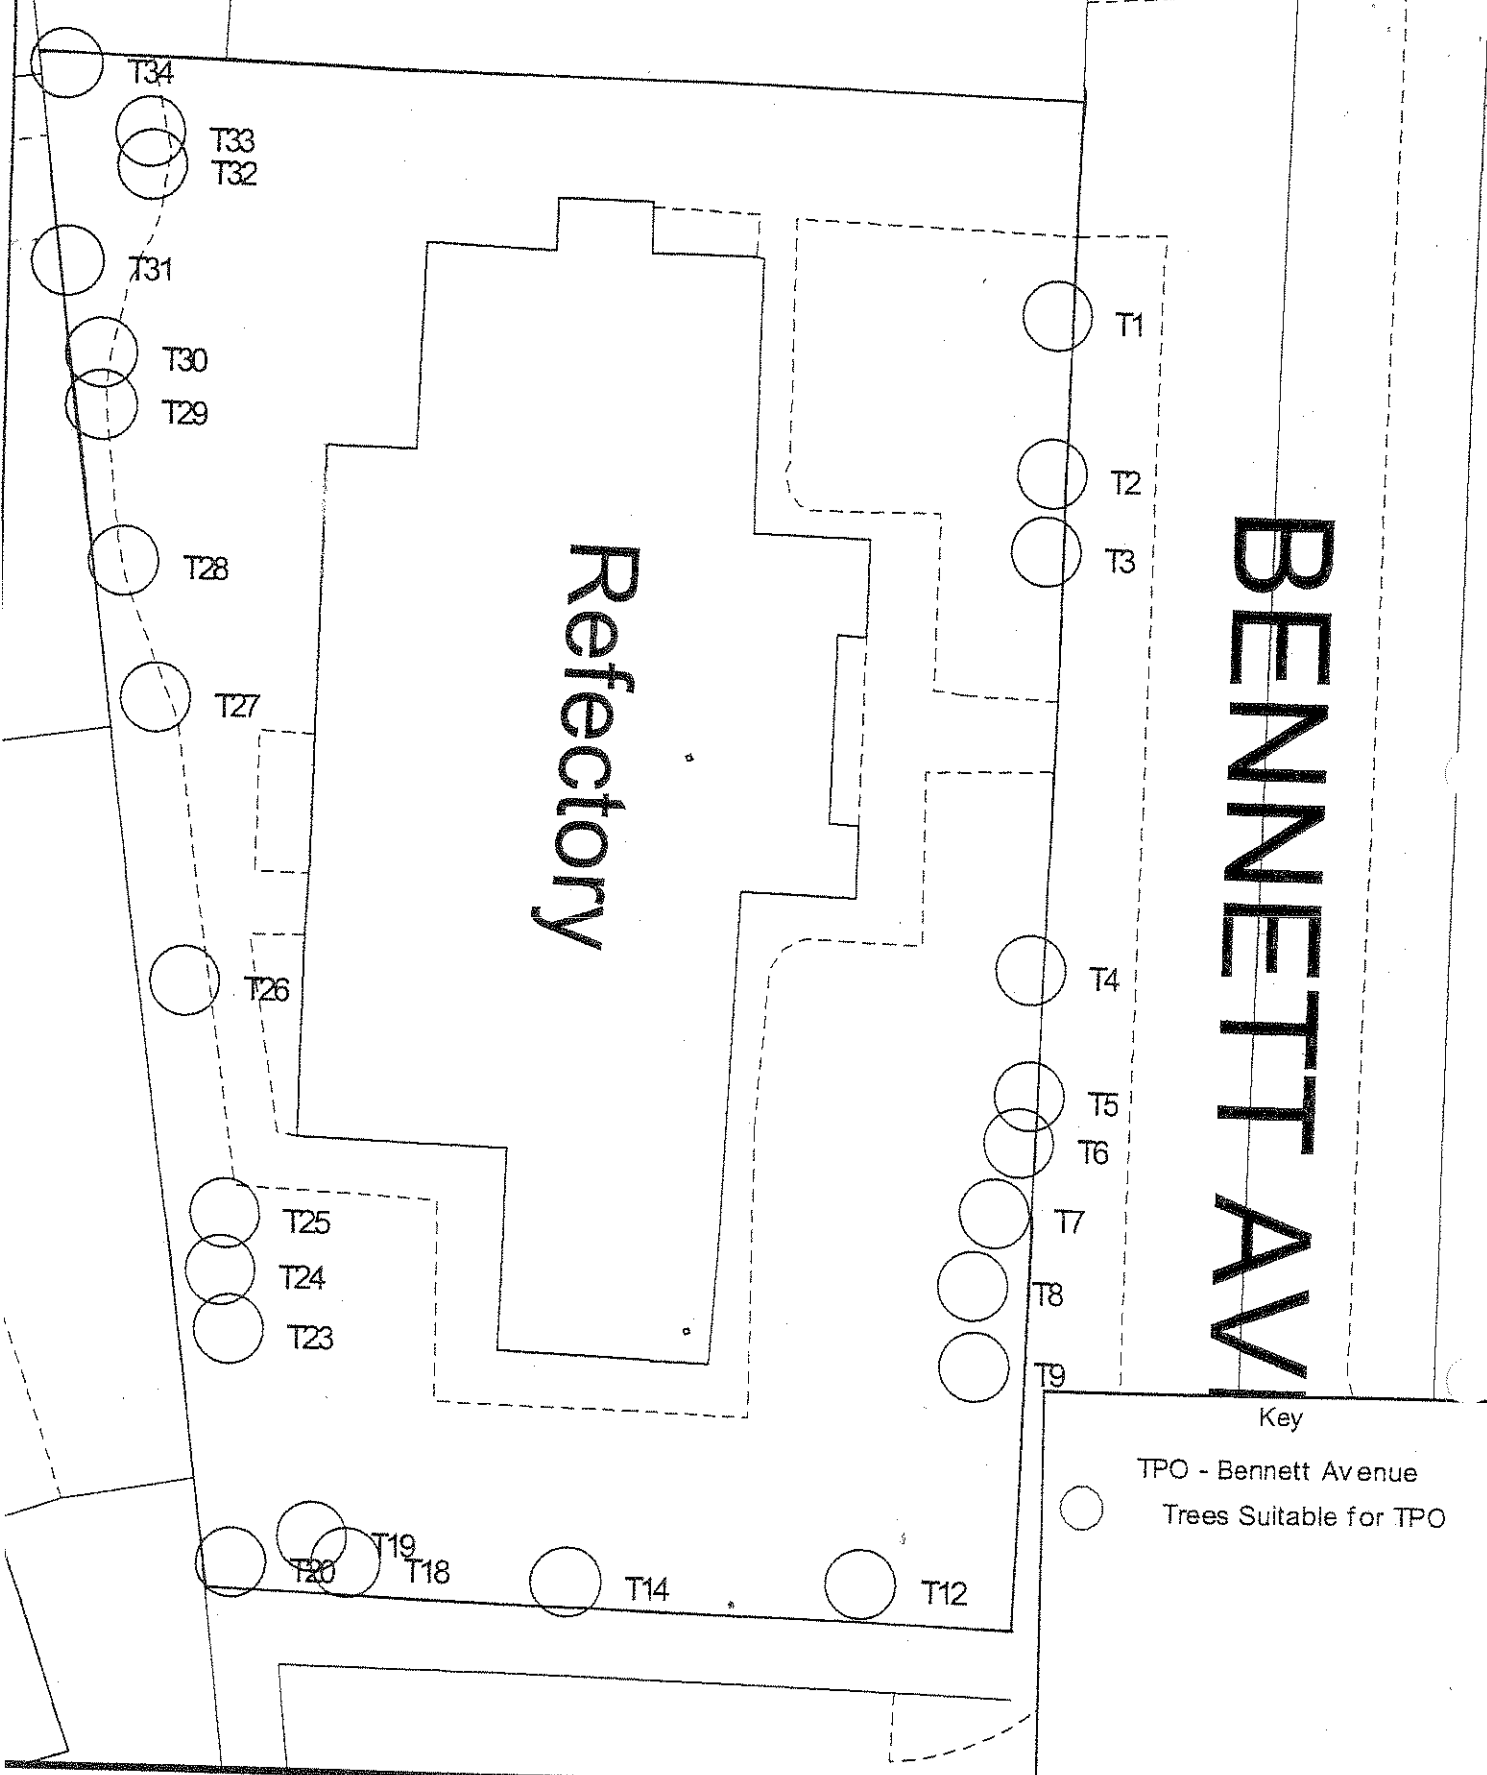 T34
T33
T32
T31
T30
T29
T28
T27
T26
T25
T24
T23
T20
T19
T18
T14
T12
T1
T2
T3
T4
T5
T6
T7
T8
T9
Refectory
BENNETT AV
Key
TPO - Bennett Avenue
Trees Suitable for TPO